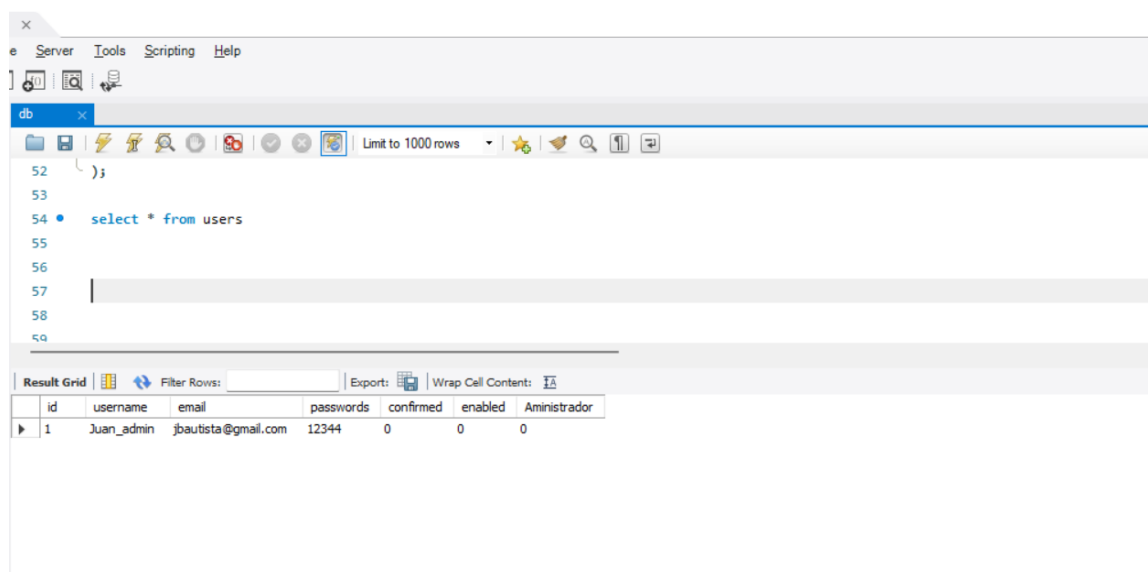 e Server Tools Scripting Help
db
Limit to 1000 rows
52 );
53
54 select * from users
55
56
57
58
59
Result Grid Filter Rows: Export: Wrap Cell Content:
id username email passwords confirmed enabled Aministrador
1 Juan_admin jbautista@gmail.com 12344 0 0 0